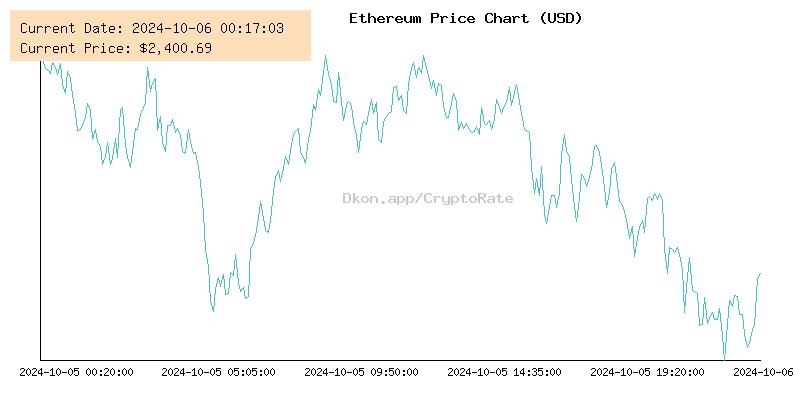 Ethereum Price Chart (USD)
Current Date: 2024-10-06 00:17:03
Current Price: $2,400.69
Dkon.app/CryptoRate
2024-10-05 00:20:00 2024-10-05 05:05:00 2024-10-05 09:50:00 2024-10-05 14:35:00 2024-10-05 19:20:00 2024-10-06